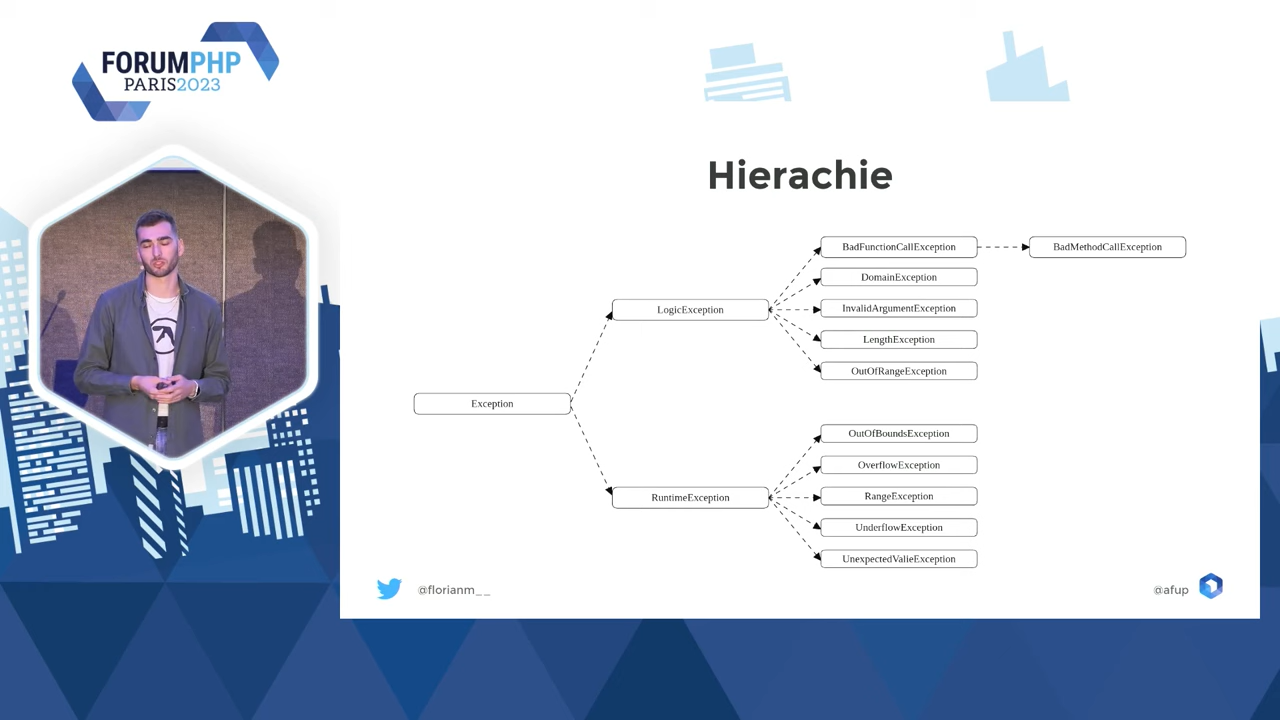 FORUMPHP
PARIS2023
Hierachie
BadFunctionCallException
BadMethodCallException
DomainException
LogicException
InvalidArgumentException
LengthException
OutOfRangeException
Exception
OutOfBoundsException
OverflowException
RuntimeException
RangeException
UnderflowException
UnexpectedValieException
@florianm__
@afup